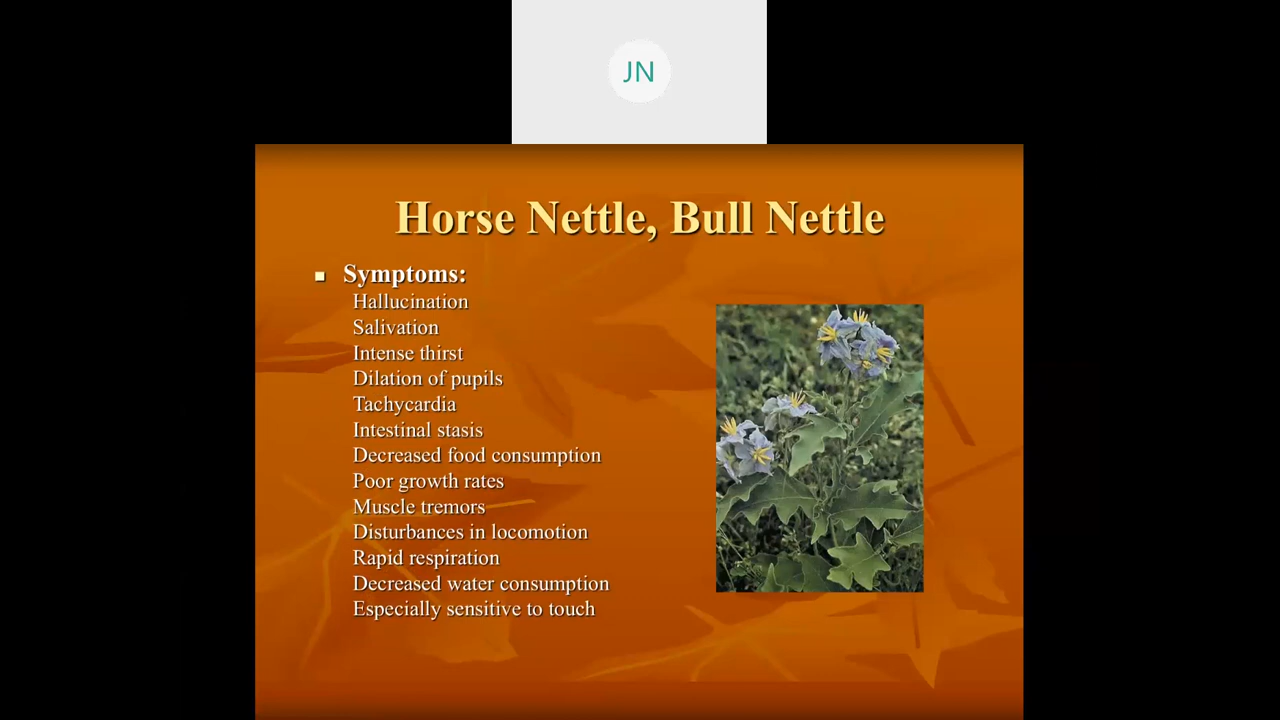 JN
Horse Nettle, Bull Nettle
Symptoms:
Hallucination
Salivation
Intense thirst
Dilation of pupils
Tachycardia
Intestinal stasis
Decreased food consumption
Poor growth rates
Muscle tremors
Disturbances in locomotion
Rapid respiration
Decreased water consumption
Especially sensitive to touch